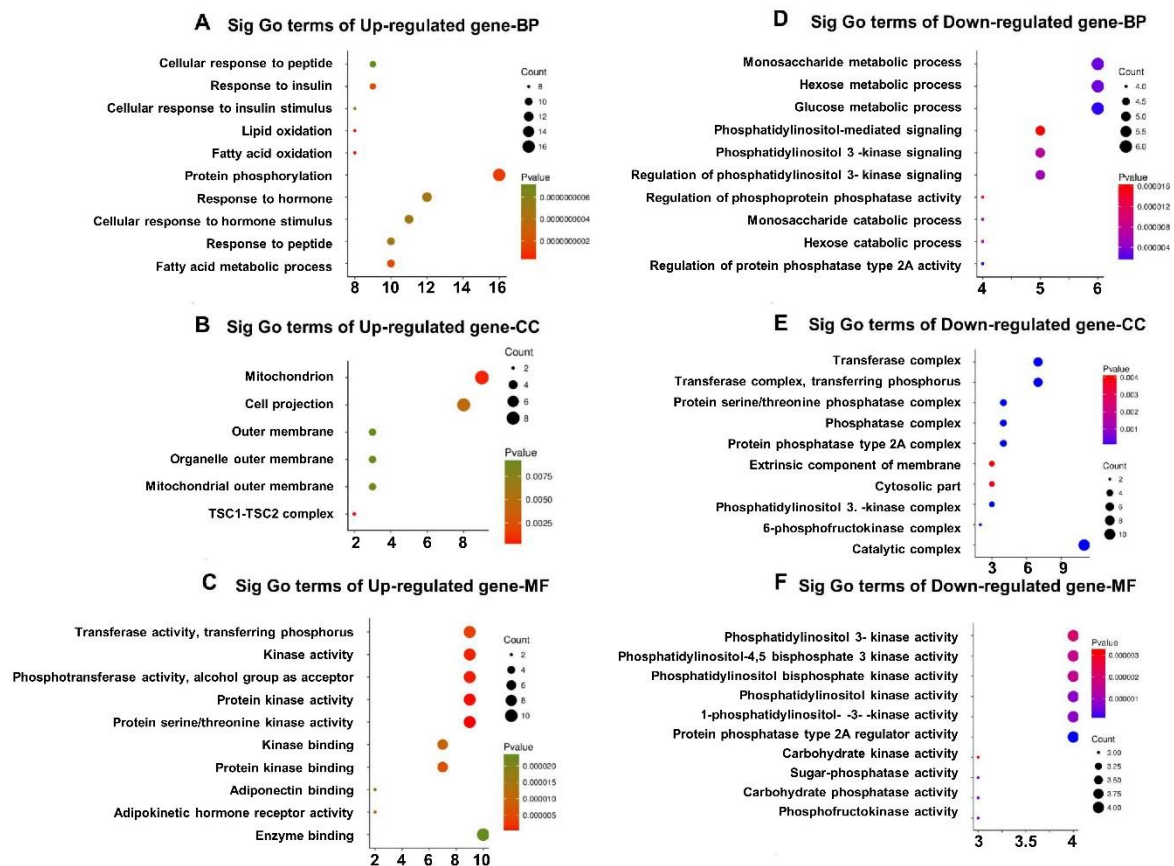 A Sig Go terms of Up-regulated gene-BP
Cellular response to peptide
Response to insulin
Cellular response to insulin stimulus
Lipid oxidation
Fatty acid oxidation
Protein phosphorylation
Response to hormone
Cellular response to hormone stimulus
Response to peptide
Fatty acid metabolic process
8 10 12 14 16
Count
8
10
12
14
16
Pvalue
0.0000000006
0.0000000004
0.0000000002
B Sig Go terms of Up-regulated gene-CC
Mitochondrion
Cell projection
Outer membrane
Organelle outer membrane
Mitochondrial outer membrane
TSC1-TSC2 complex
2 4 6 8
Count
2
4
6
8
Pvalue
0.0075
0.0050
0.0025
C Sig Go terms of Up-regulated gene-MF
Transferase activity, transferring phosphorus
Kinase activity
Phosphotransferase activity, alcohol group as acceptor
Protein kinase activity
Protein serine/threonine kinase activity
Kinase binding
Protein kinase binding
Adiponectin binding
Adipokinetic hormone receptor activity
Enzyme binding
2 4 6 8 10
Count
2
4
6
8
10
Pvalue
0.000020
0.000015
0.000010
0.000005
D Sig Go terms of Down-regulated gene-BP
Monosaccharide metabolic process
Hexose metabolic process
Glucose metabolic process
Phosphatidylinositol-mediated signaling
Phosphatidylinositol 3 -kinase signaling
Regulation of phosphatidylinositol 3- kinase signaling
Regulation of phosphoprotein phosphatase activity
Monosaccharide catabolic process
Hexose catabolic process
Regulation of protein phosphatase type 2A activity
4 5 6
Count
4.0
4.5
5.0
5.5
6.0
Pvalue
0.000016
0.000008
0.000004
E Sig Go terms of Down-regulated gene-CC
Transferase complex
Transferase complex, transferring phosphorus
Protein serine/threonine phosphatase complex
Phosphatase complex
Protein phosphatase type 2A complex
Extrinsic component of membrane
Cytosolic part
Phosphatidylinositol 3. -kinase complex
6-phosphofructokinase complex
Catalytic complex
3 6 9
Pvalue
0.004
0.003
0.002
0.001
Count
2
4
6
8
10
F Sig Go terms of Down-regulated gene-MF
Phosphatidylinositol 3- kinase activity
Phosphatidylinositol-4,5 bisphosphate 3 kinase activity
Phosphatidylinositol bisphosphate kinase activity
Phosphatidylinositol kinase activity
1-phosphatidylinositol- -3- -kinase activity
Protein phosphatase type 2A regulator activity
Carbohydrate kinase activity
Sugar-phosphatase activity
Carbohydrate phosphatase activity
Phosphofructokinase activity
3 3.5 4
Pvalue
0.000003
0.000002
0.000001
Count
3.00
3.25
3.50
3.75
4.00